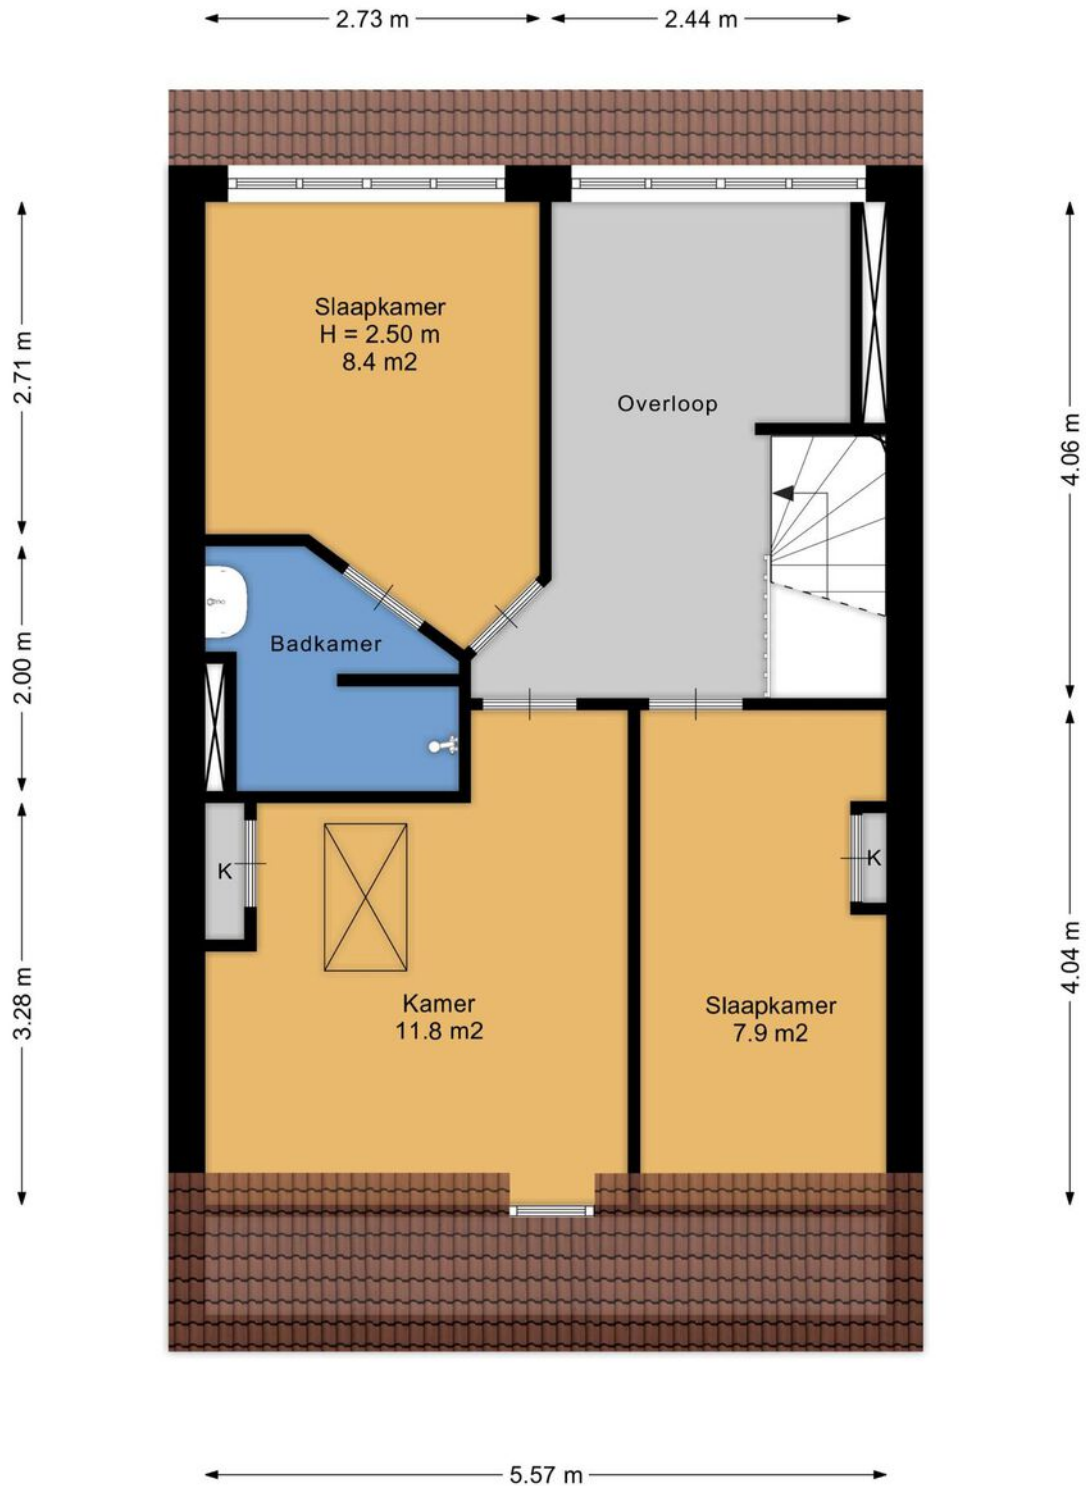 2.73 m
2.44 m
2.71 m
Slaapkamer
H = 2.50 m
8.4 m2
Overloop
4.06 m
2.00 m
Badkamer
K
K
3.28 m
Kamer
11.8 m2
Slaapkamer
7.9 m2
4.04 m
5.57 m